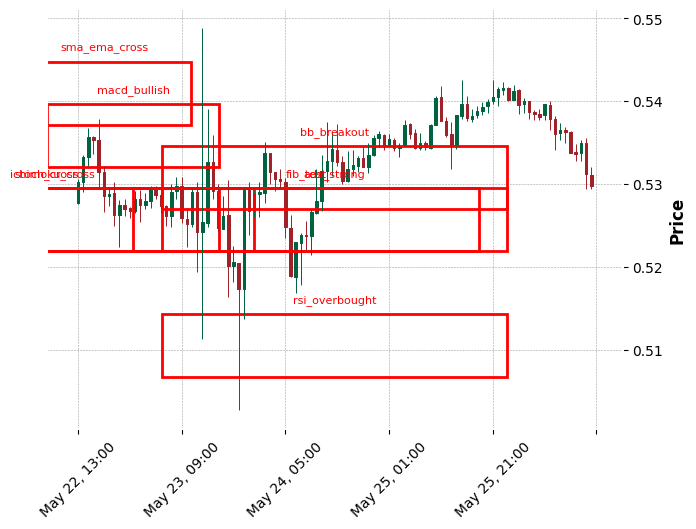 0.55
sma_ema_cross
macd_bullish
0.54
bb_breakout
stoch_cross
0.53
Price
0.52
rsi_overbought
0.51
May 22, 13:00
May 23, 09:00
May 24, 05:00
May 25, 01:00
May 25, 21:00